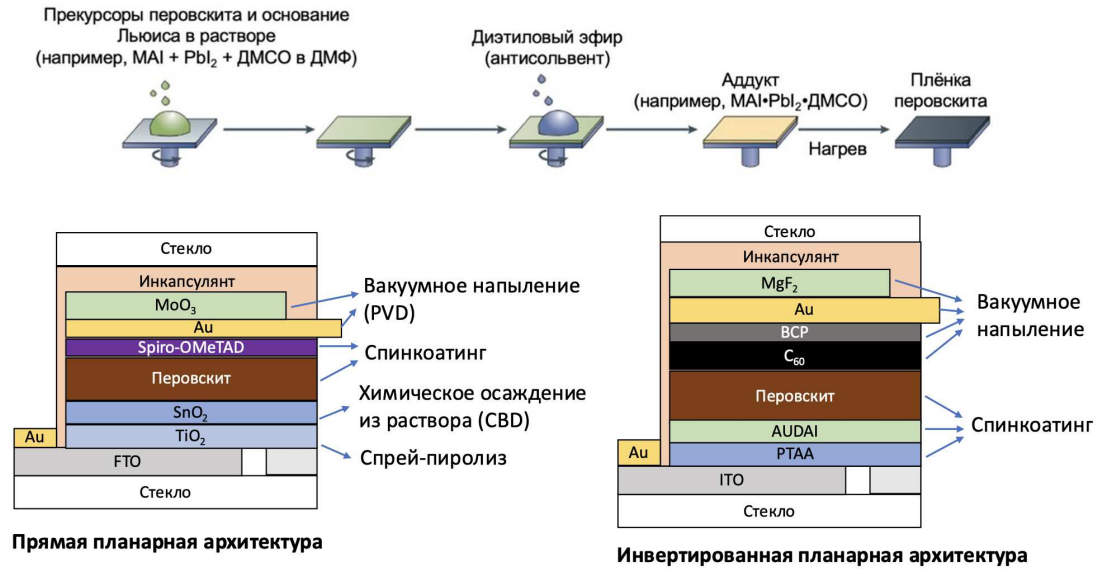 Прекурсоры перовскита и основание
Льюиса в растворе
(например, MAI + PbI₂ + ДМСО в ДМФ)
Диэтиловый эфир
(антисольвент)
Аддукт
(например, MAI•PbI₂•ДМСО)
Нагрев
Плёнка
перовскита
Стекло
Инкапсулянт
MoO₃
Au
Spiro-OMeTAD
Перовскит
SnO₂
TiO₂
Au
FTO
Стекло
Вакуумное напыление
(PVD)
Спинкоатинг
Химическое осаждение
из раствора (CBD)
Спрей-пиролиз
Прямая планарная архитектура
Стекло
Инкапсулянт
MgF₂
Au
BCP
C₆₀
Перовскит
AUDAI
PTAA
Au
ITO
Стекло
Вакуумное
напыление
Спинкоатинг
Инвертированная планарная архитектура